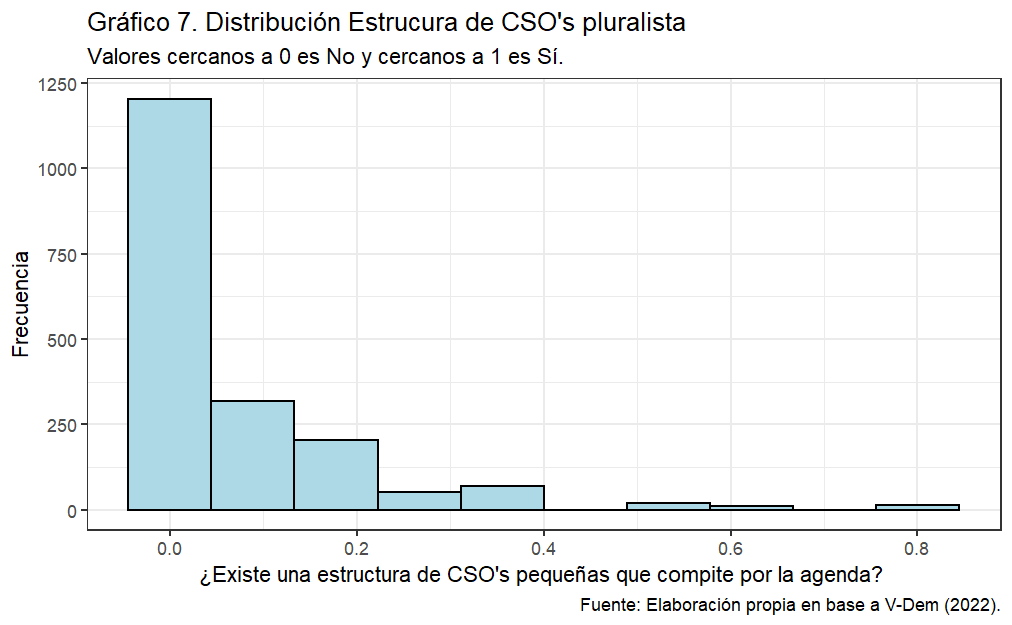 Gráfico 7. Distribución Estrucura de CSO's pluralista
Valores cercanos a 0 es No y cercanos a 1 es Sí.
Frecuencia
1250
1000
750
500
250
0
0.0 0.2 0.4 0.6 0.8
¿Existe una estructura de CSO's pequeñas que compite por la agenda?
Fuente: Elaboración propia en base a V-Dem (2022).